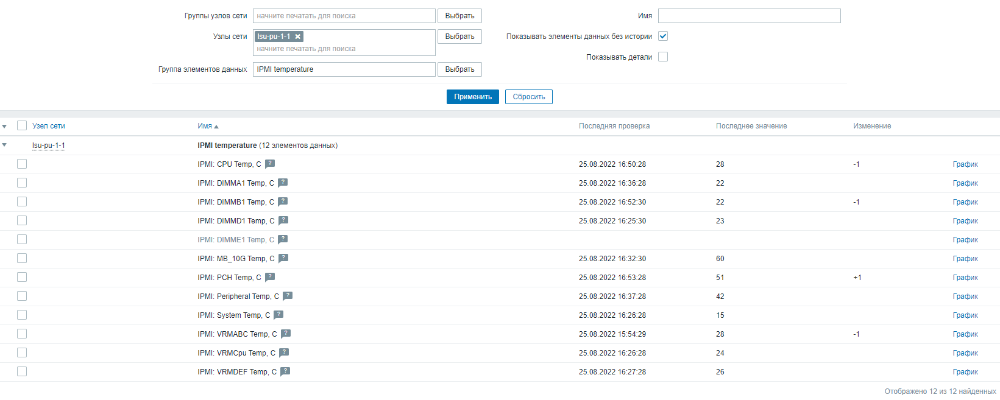 Группы узлов сети начните печатать для поиска Выбрать Имя
Узлы сети lsu-pu-1-1 Выбрать Показывать элементы данных без истории
начните печатать для поиска
Показывать детали
Группа элементов данных IPMI temperature Выбрать
Применить Сбросить
Узел сети Имя Последняя проверка Последнее значение Изменение
lsu-pu-1-1 IPMI temperature (12 элементов данных)
IPMI: CPU Temp, C ? 25.08.2022 16:50:28 28 -1 График
IPMI: DIMMA1 Temp, C ? 25.08.2022 16:36:28 22 График
IPMI: DIMMB1 Temp, C ? 25.08.2022 16:52:30 22 -1 График
IPMI: DIMMD1 Temp, C ? 25.08.2022 16:25:30 23 График
IPMI: DIMME1 Temp, C ? График
IPMI: MB_10G Temp, C ? 25.08.2022 16:32:30 60 График
IPMI: PCH Temp, C ? 25.08.2022 16:53:28 51 +1 График
IPMI: Peripheral Temp, C ? 25.08.2022 16:37:28 42 График
IPMI: System Temp, C ? 25.08.2022 16:26:28 15 График
IPMI: VRMABC Temp, C ? 25.08.2022 15:54:29 28 -1 График
IPMI: VRMCpu Temp, C ? 25.08.2022 16:26:28 24 График
IPMI: VRMDEF Temp, C ? 25.08.2022 16:27:28 26 График
Отображено 12 из 12 найденных